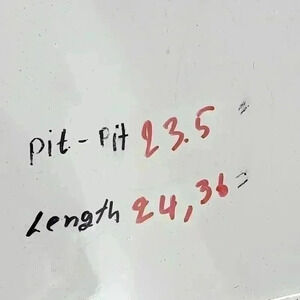 pit-pit 23.5"
Length 24,36"